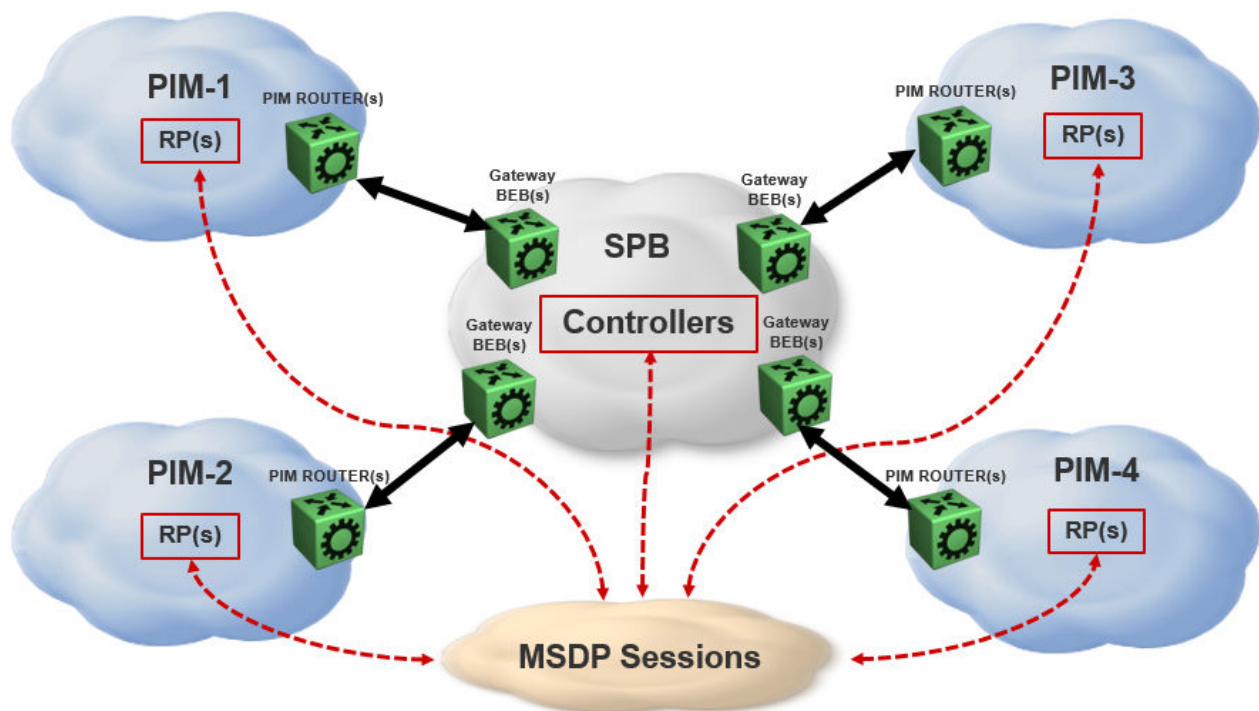 PIM-1
PIM ROUTER(s)
RP(s)
PIM-3
PIM ROUTER(s)
RP(s)
Gateway
BEB(s)
Gateway
BEB(s)
SPB
Controllers
Gateway
BEB(s)
Gateway
BEB(s)
PIM-2
PIM ROUTER(s)
RP(s)
PIM-4
PIM ROUTER(s)
RP(s)
MSDP Sessions